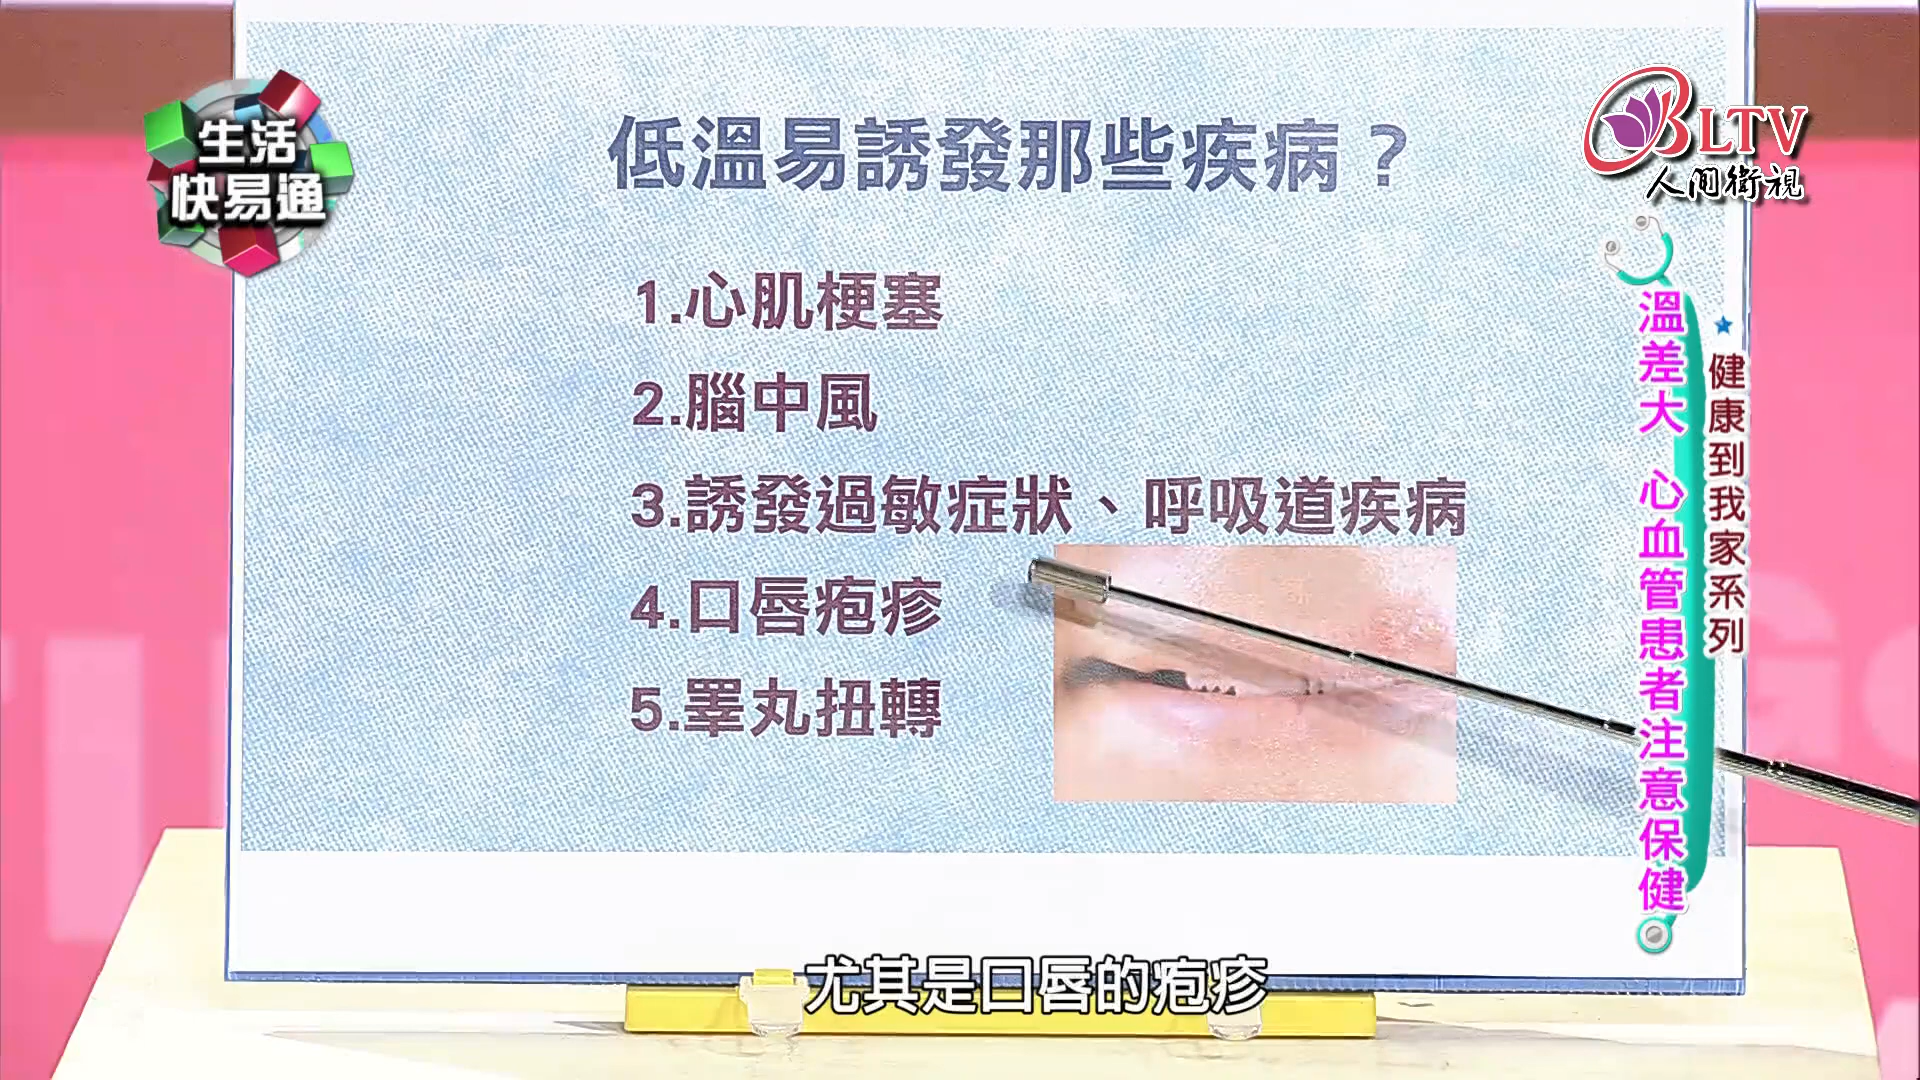 生活
快易通
BLTV
人間衛視
低溫易誘發那些疾病？
1.心肌梗塞
2.腦中風
3.誘發過敏症狀、呼吸道疾病
4.口唇疱疹
5.睪丸扭轉
健康到我家系列
溫差大 心血管患者注意保健
尤其是口唇的疱疹